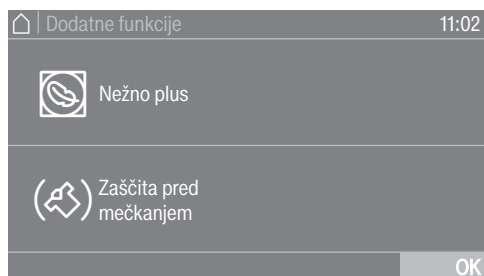 Dodatne funkcije 11:02
Nežno plus
Zaščita pred
mečkanjem
OK